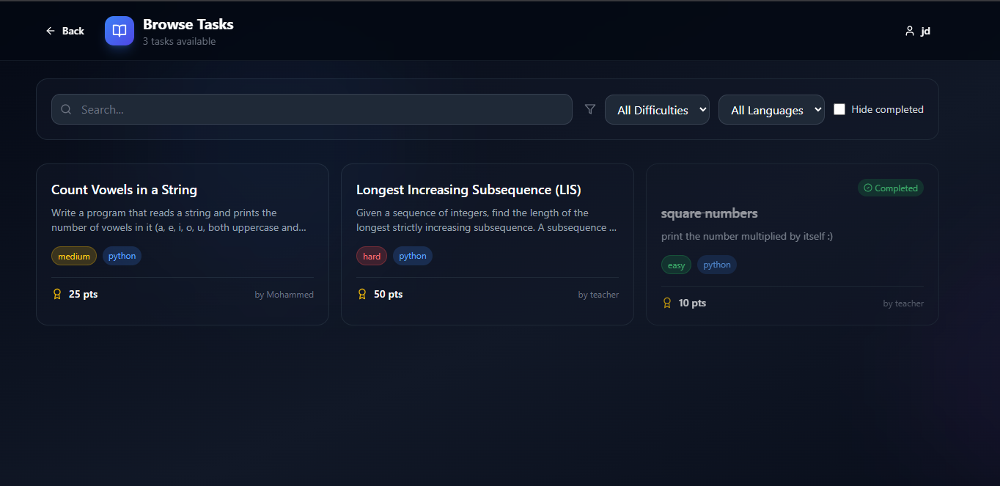 Back
Browse Tasks
3 tasks available
jd
Search...
All Difficulties
All Languages
Hide completed
Count Vowels in a String
Write a program that reads a string and prints the
number of vowels in it (a, e, i, o, u, both uppercase and...
medium
python
25 pts
by Mohammed
Longest Increasing Subsequence (LIS)
Given a sequence of integers, find the length of the
longest strictly increasing subsequence. A subsequence ...
hard
python
50 pts
by teacher
Completed
square numbers
print the number multiplied by itself :)
easy
python
10 pts
by teacher